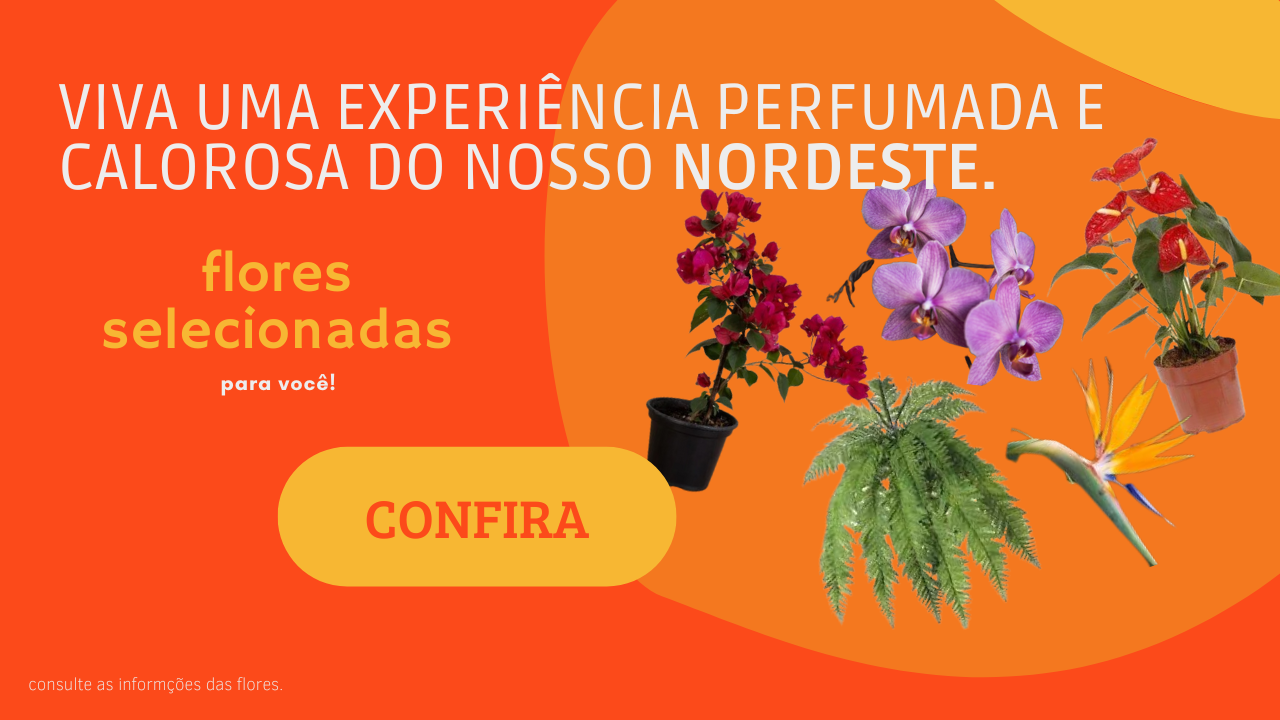 VIVA UMA EXPERIÊNCIA PERFUMADA E
CALOROSA DO NOSSO NORDESTE.
flores
selecionadas
para você!
CONFIRA
consulte as informções das flores.